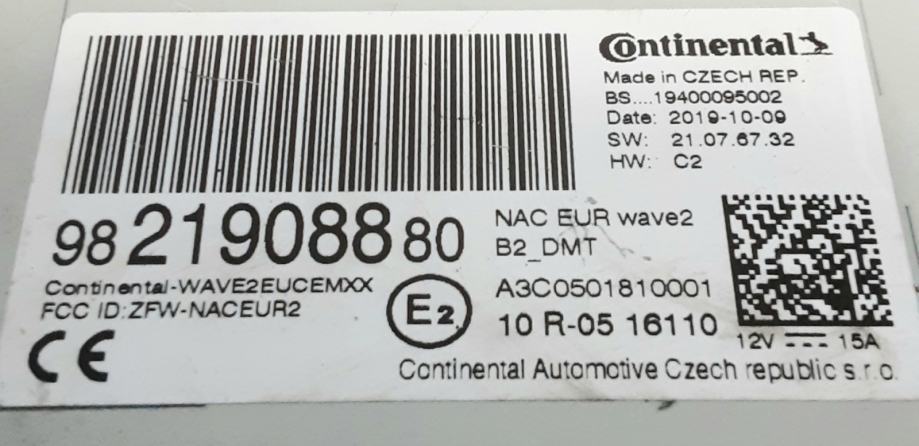 Continental
Made in CZECH REP.
BS....19400095002
Date: 2019-10-09
SW: 21.07.67.32
HW: C2
98 21908880
NAC EUR wave2
B2_DMT
Continental-WAVE2EUCEMXX
FCC ID:ZFW-NACEUR2
E2
A3C0501810001
10 R-05 16110
12V 15A
CE
Continental Automotive Czech republic s.r.o.